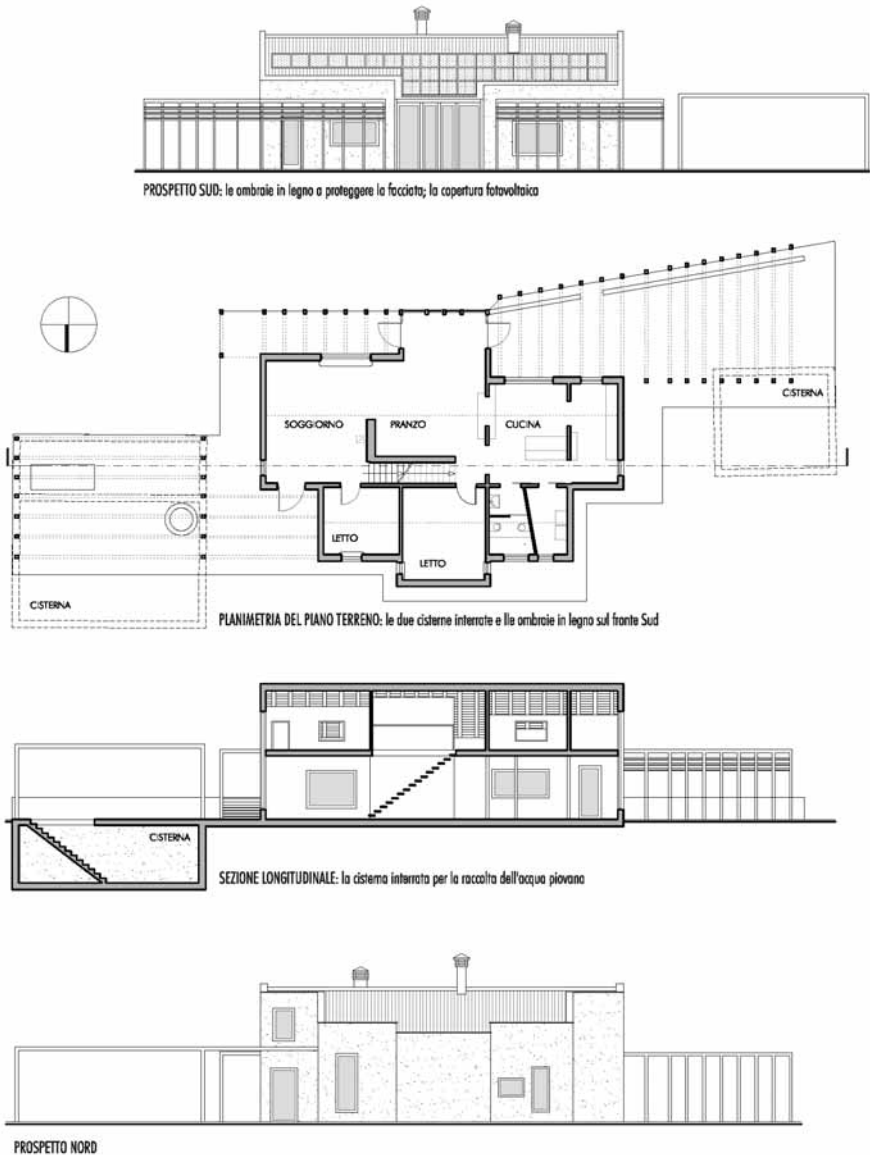 PROSPETTO SUD: le ombraie in legno a proteggere la facciata; la copertura fotovoltaica
CISTERNA
SOGGIORNO PRANZO CUCINA
LETTO
LETTO
CISTERNA
PLANIMETRIA DEL PIANO TERRENO: le due cisterne interrate e lle ombraie in legno sul fronte Sud
CISTERNA
SEZIONE LONGITUDINALE: la cisterna interrata per la raccolta dell'acqua piovana
PROSPETTO NORD